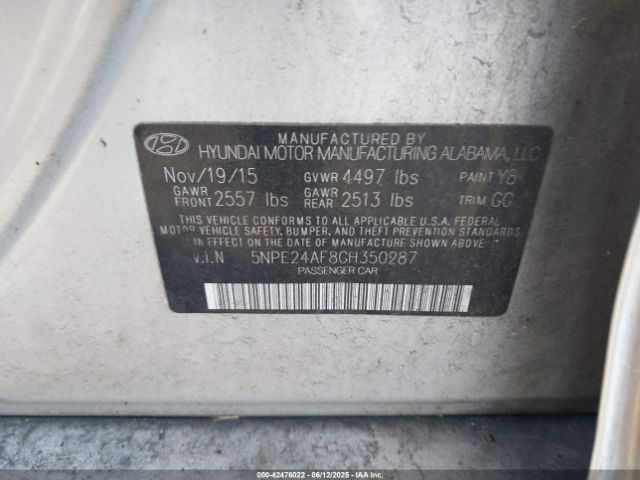 MANUFACTURED BY
HYUNDAI MOTOR MANUFACTURING ALABAMA, LLC
Nov/19/15 GVWR 4497 lbs PAINT Y8
GAWR FRONT 2557 lbs GAWR REAR 2513 lbs TRIM GG
THIS VEHICLE CONFORMS TO ALL APPLICABLE U.S.A. FEDERAL
MOTOR VEHICLE SAFETY, BUMPER, AND THEFT PREVENTION STANDARDS
IN EFFECT ON THE DATE OF MANUFACTURE SHOWN ABOVE.
V.I.N 5NPE24AF8GH350287
PASSENGER CAR
000-42476022 - 06/12/2025 - IAAI.COM